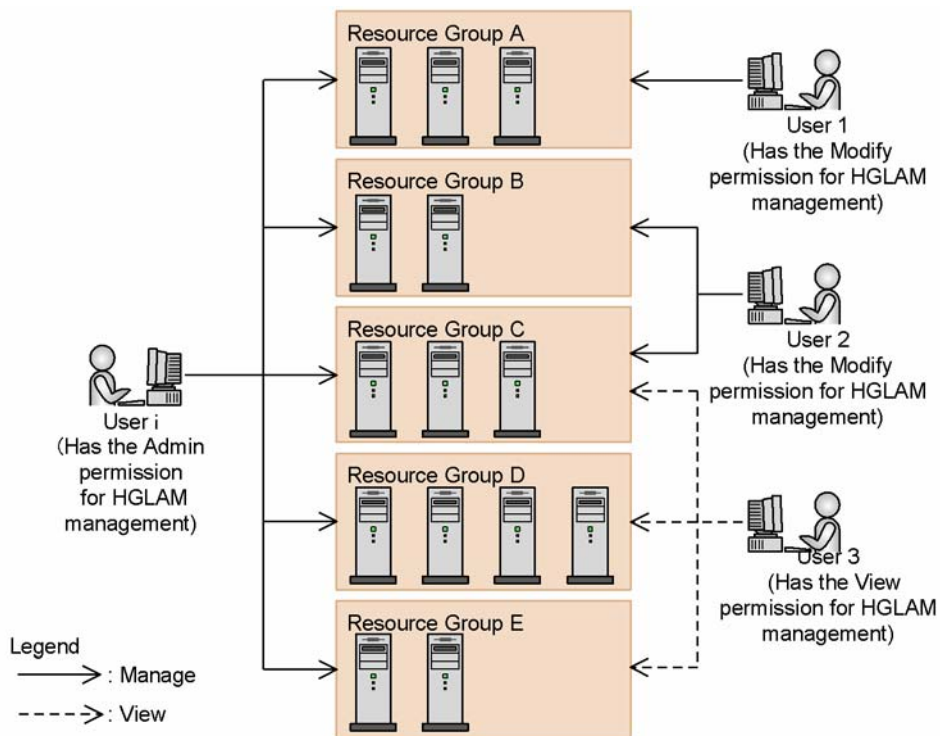 Resource Group A
User 1
(Has the Modify
permission for HGLAM
management)
Resource Group B
User 2
(Has the Modify
permission for HGLAM
management)
Resource Group C
User i
(Has the Admin
permission
for HGLAM
management)
Resource Group D
User 3
(Has the View
permission for HGLAM
management)
Resource Group E
Legend
: Manage
: View